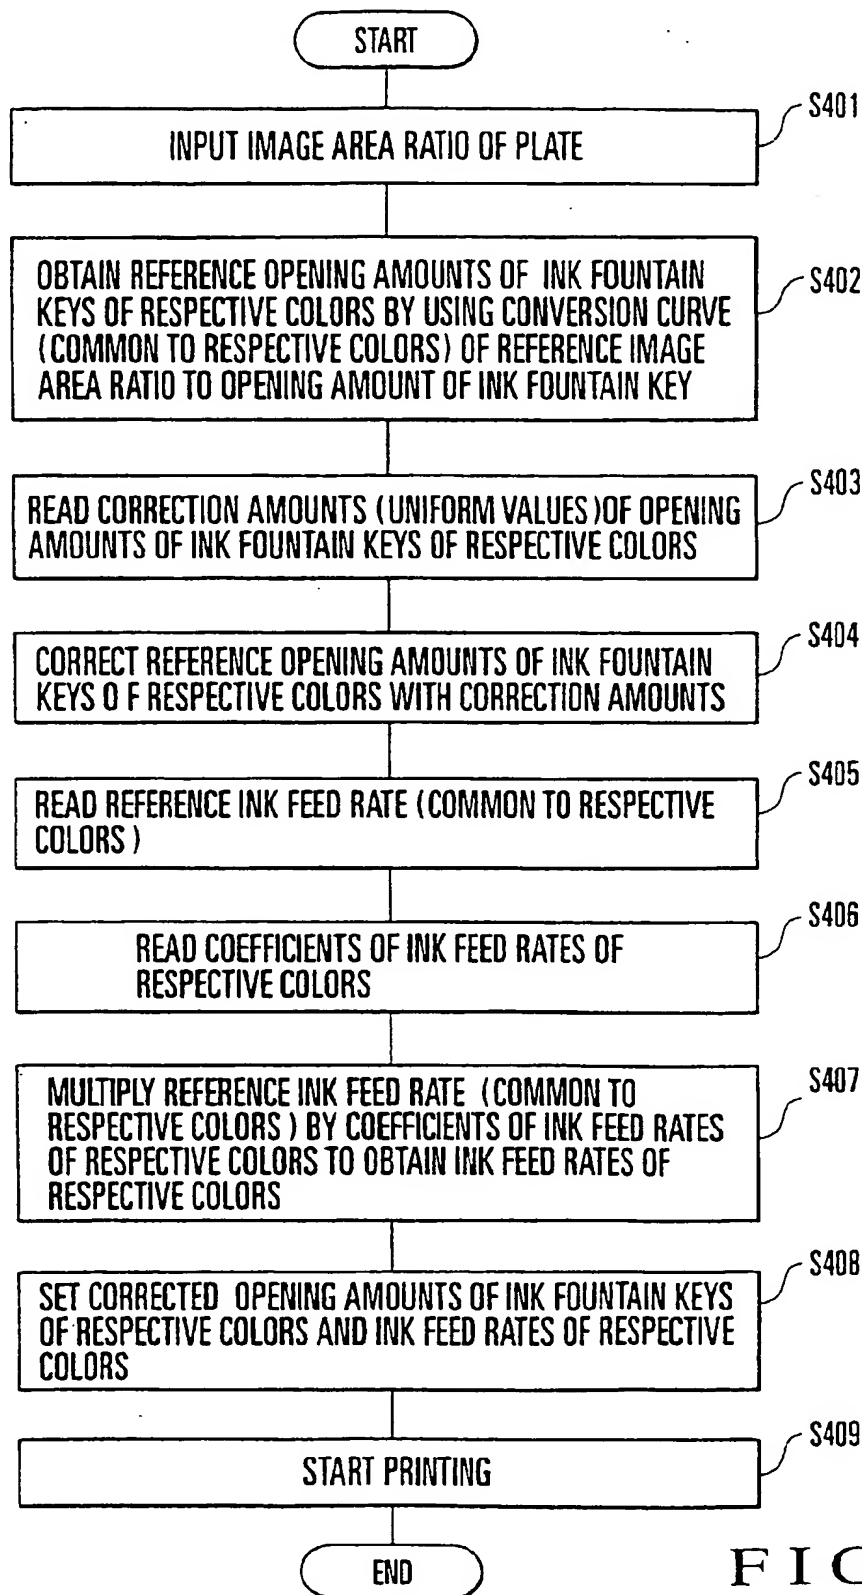 START
S401
INPUT IMAGE AREA RATIO OF PLATE
S402
OBTAIN REFERENCE OPENING AMOUNTS OF INK FOUNTAIN
KEYS OF RESPECTIVE COLORS BY USING CONVERSION CURVE
(COMMON TO RESPECTIVE COLORS) OF REFERENCE IMAGE
AREA RATIO TO OPENING AMOUNT OF INK FOUNTAIN KEY
S403
READ CORRECTION AMOUNTS (UNIFORM VALUES)OF OPENING
AMOUNTS OF INK FOUNTAIN KEYS OF RESPECTIVE COLORS
S404
CORRECT REFERENCE OPENING AMOUNTS OF INK FOUNTAIN
KEYS O F RESPECTIVE COLORS WITH CORRECTION AMOUNTS
S405
READ REFERENCE INK FEED RATE (COMMON TO RESPECTIVE
COLORS )
S406
READ COEFFICIENTS OF INK FEED RATES OF
RESPECTIVE COLORS
S407
MULTIPLY REFERENCE INK FEED RATE (COMMON TO
RESPECTIVE COLORS ) BY COEFFICIENTS OF INK FEED RATES
OF RESPECTIVE COLORS TO OBTAIN INK FEED RATES OF
RESPECTIVE COLORS
S408
SET CORRECTED OPENING AMOUNTS OF INK FOUNTAIN KEYS
OF RESPECTIVE COLORS AND INK FEED RATES OF RESPECTIVE
COLORS
S409
START PRINTING
END